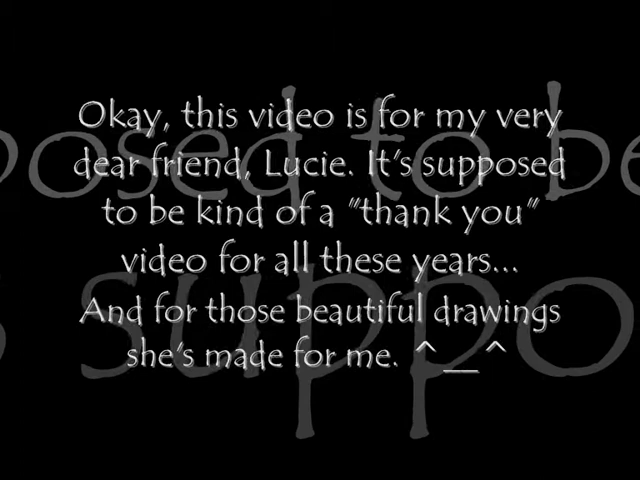 Okay, this video is for my very
dear friend, Lucie. It's supposed
to be kind of a "thank you"
video for all these years...
And for those beautiful drawings
she's made for me. ^__^